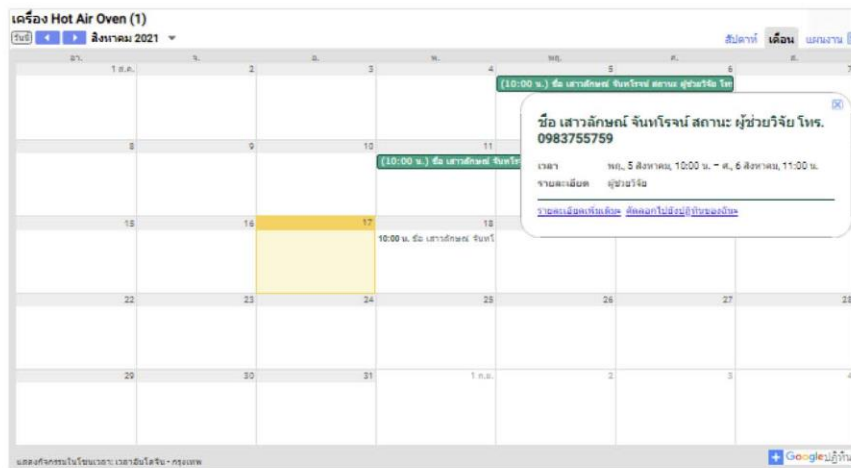 เครื่อง Hot Air Oven (1)
วันนี้ สิงหาคม 2021 สัปดาห์ เดือน แผนงาน
อา. จ. อ. พ. พฤ. ศ. ส.
1 ส.ค. 2 3 4 5 6 7
(10:00 น.) ชื่อ เสาวลักษณ์ จันทโรจน์ สถานะ ผู้ช่วยวิจัย โทร
ชื่อ เสาวลักษณ์ จันทโรจน์ สถานะ ผู้ช่วยวิจัย โทร.
0983755759
เวลา พฤ., 5 สิงหาคม, 10:00 น. – ศ., 6 สิงหาคม, 11:00 น.
รายละเอียด ผู้ช่วยวิจัย
รายละเอียดเพิ่มเติม» คัดลอกไปยังปฏิทินของฉัน»
8 9 10 11
(10:00 น.) ชื่อ เสาวลักษณ์ จันทโร
15 16 17 18
10:00 น. ชื่อ เสาวลักษณ์ จันทโ
22 23 24 25 26 27 28
29 30 31 1 ก.ย. 2 3 4
แสดงกิจกรรมในโซนเวลา: เวลาอินโดจีน - กรุงเทพ
Google ปฏิทิน